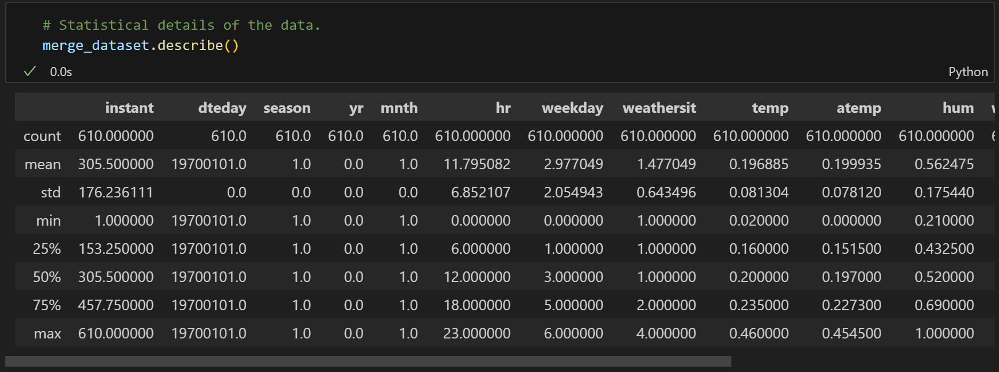 # Statistical details of the data.
merge_dataset.describe()
0.0s
Python
instant dteday season yr mnth hr weekday weathersit temp atemp hum
count 610.000000 610.0 610.0 610.0 610.0 610.000000 610.000000 610.000000 610.000000 610.000000 610.000000
mean 305.500000 19700101.0 1.0 0.0 1.0 11.795082 2.977049 1.477049 0.196885 0.199935 0.562475
std 176.236111 0.0 0.0 0.0 0.0 6.852107 2.054943 0.643496 0.081304 0.078120 0.175440
min 1.000000 19700101.0 1.0 0.0 1.0 0.000000 0.000000 1.000000 0.020000 0.000000 0.210000
25% 153.250000 19700101.0 1.0 0.0 1.0 6.000000 1.000000 1.000000 0.160000 0.151500 0.432500
50% 305.500000 19700101.0 1.0 0.0 1.0 12.000000 3.000000 1.000000 0.200000 0.197000 0.520000
75% 457.750000 19700101.0 1.0 0.0 1.0 18.000000 5.000000 2.000000 0.235000 0.227300 0.690000
max 610.000000 19700101.0 1.0 0.0 1.0 23.000000 6.000000 4.000000 0.460000 0.454500 1.000000